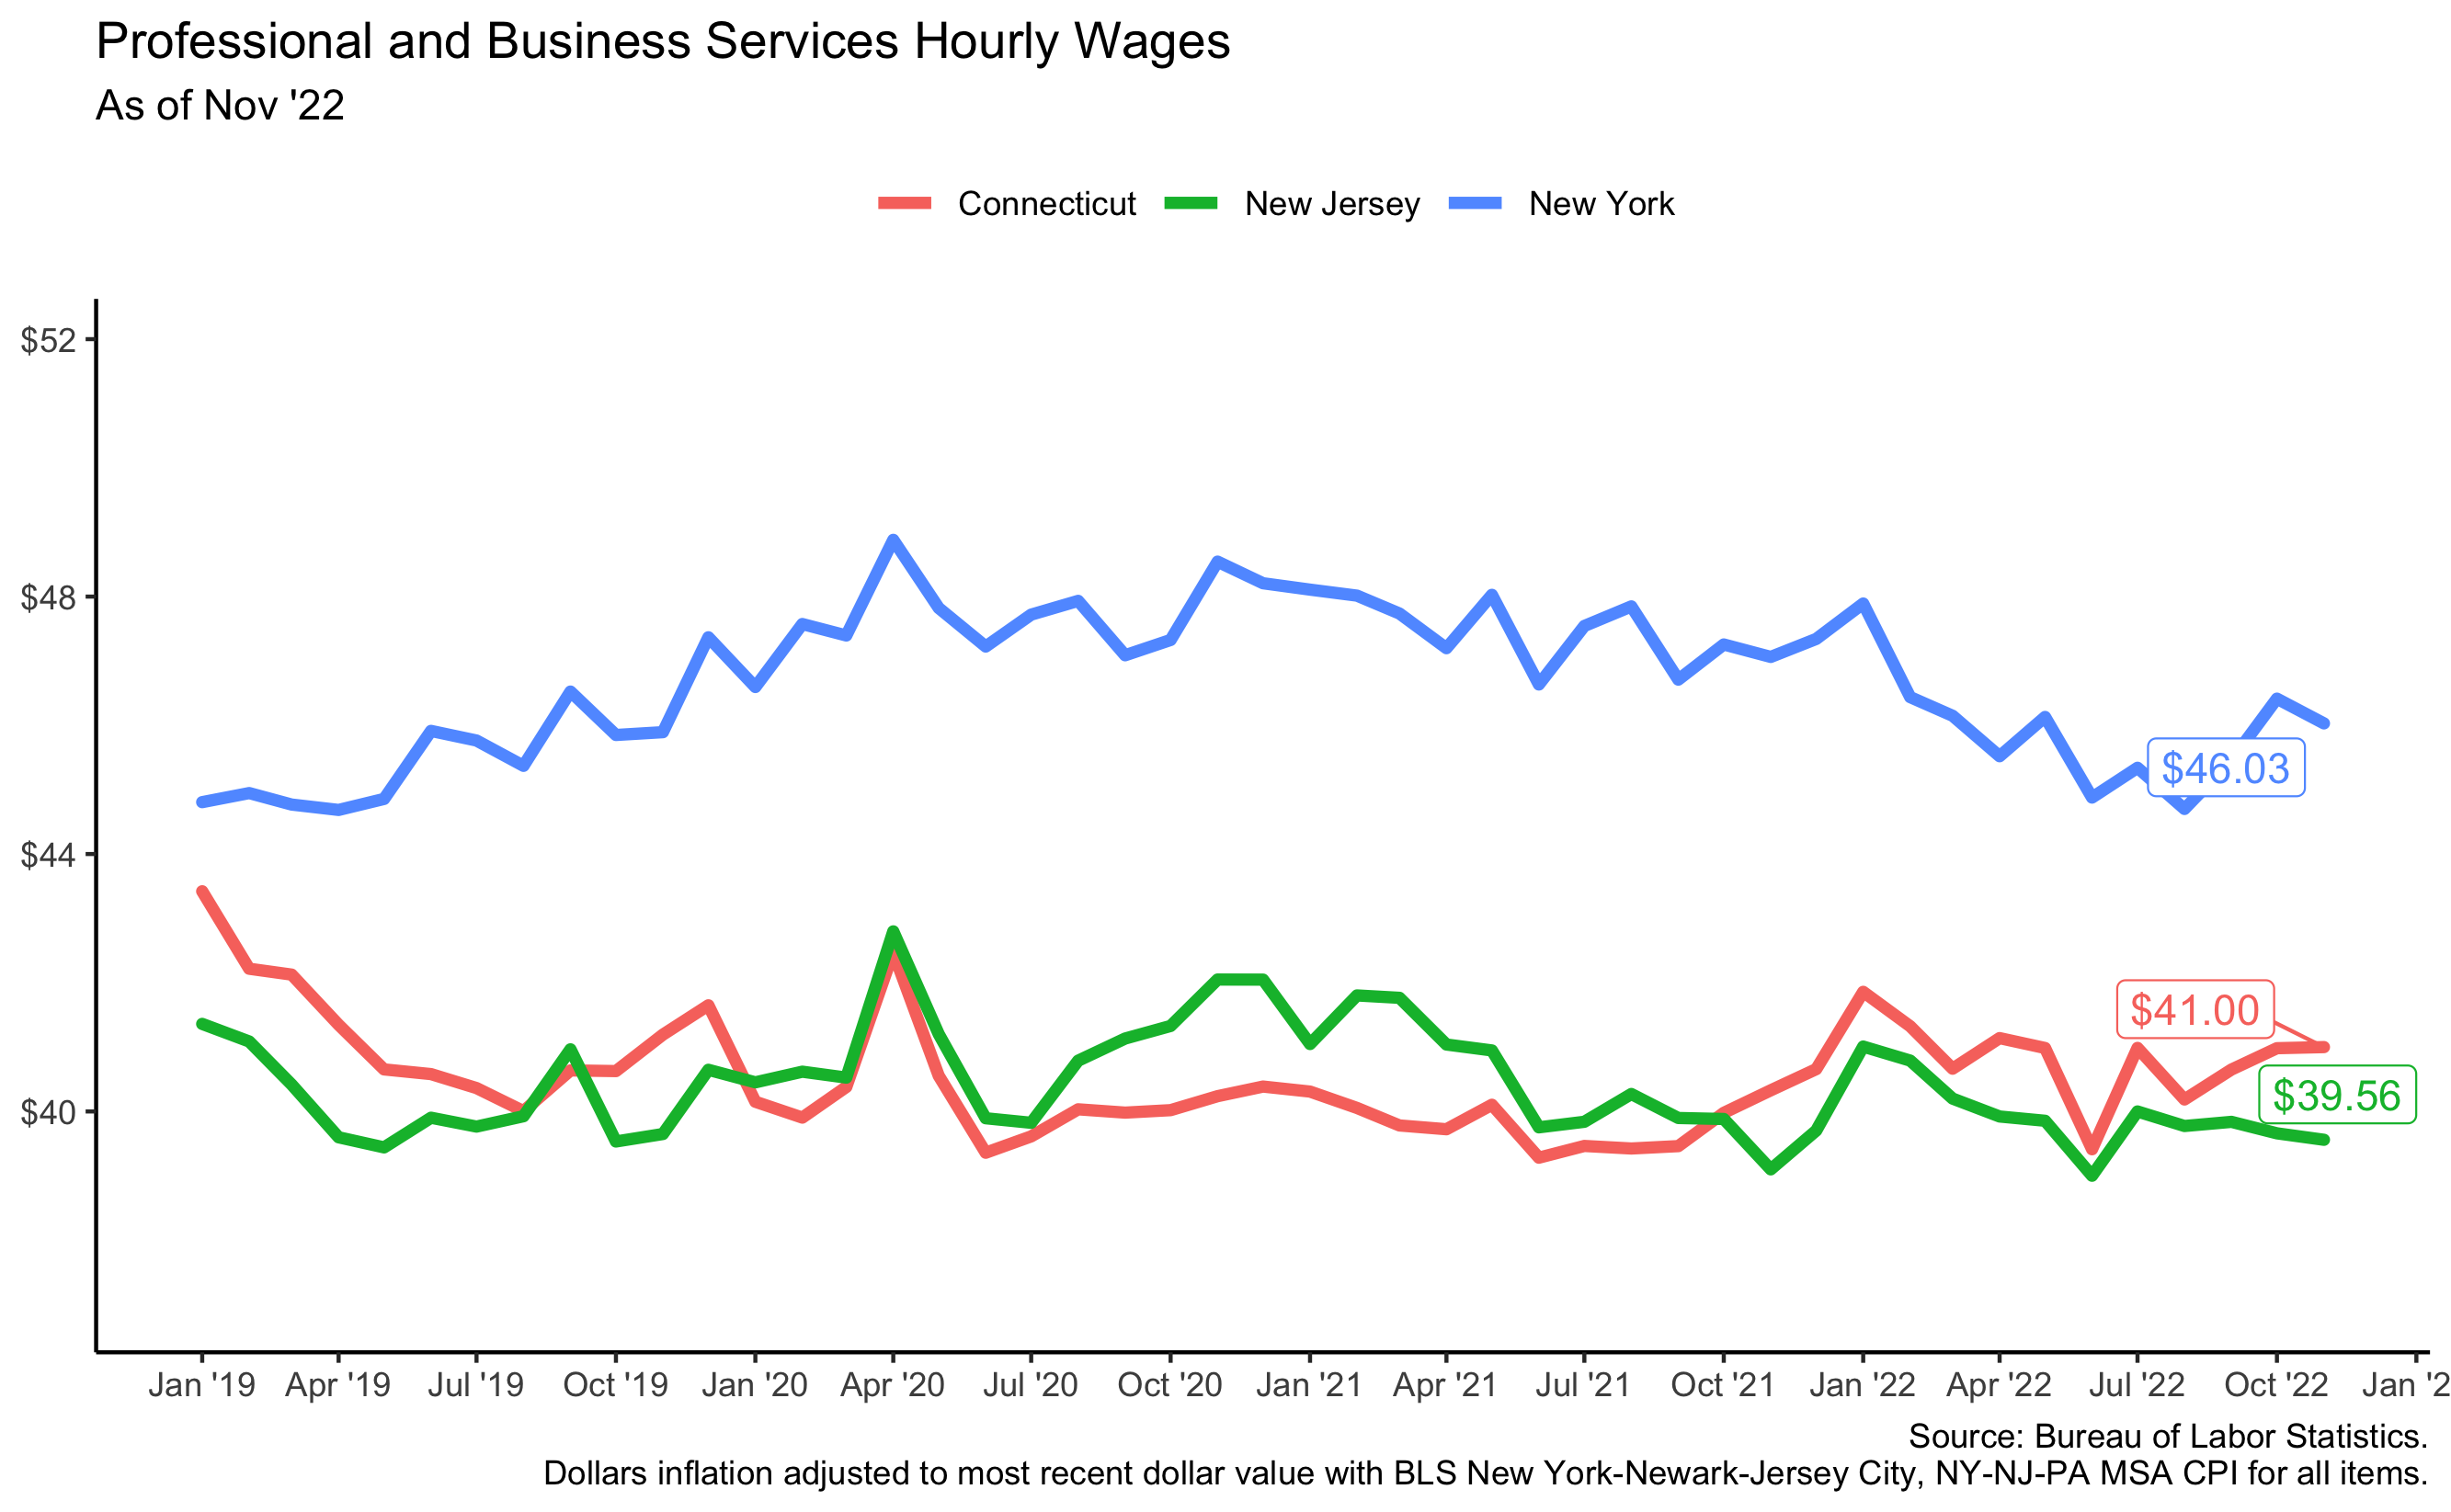 Professional and Business Services Hourly Wages
As of Nov '22
Connecticut New Jersey New York
$52
$48
$44
$40
$46.03
$41.00
$39.56
Jan '19 Apr '19 Jul '19 Oct '19 Jan '20 Apr '20 Jul '20 Oct '20 Jan '21 Apr '21 Jul '21 Oct '21 Jan '22 Apr '22 Jul '22 Oct '22 Jan '2
Source: Bureau of Labor Statistics.
Dollars inflation adjusted to most recent dollar value with BLS New York-Newark-Jersey City, NY-NJ-PA MSA CPI for all items.